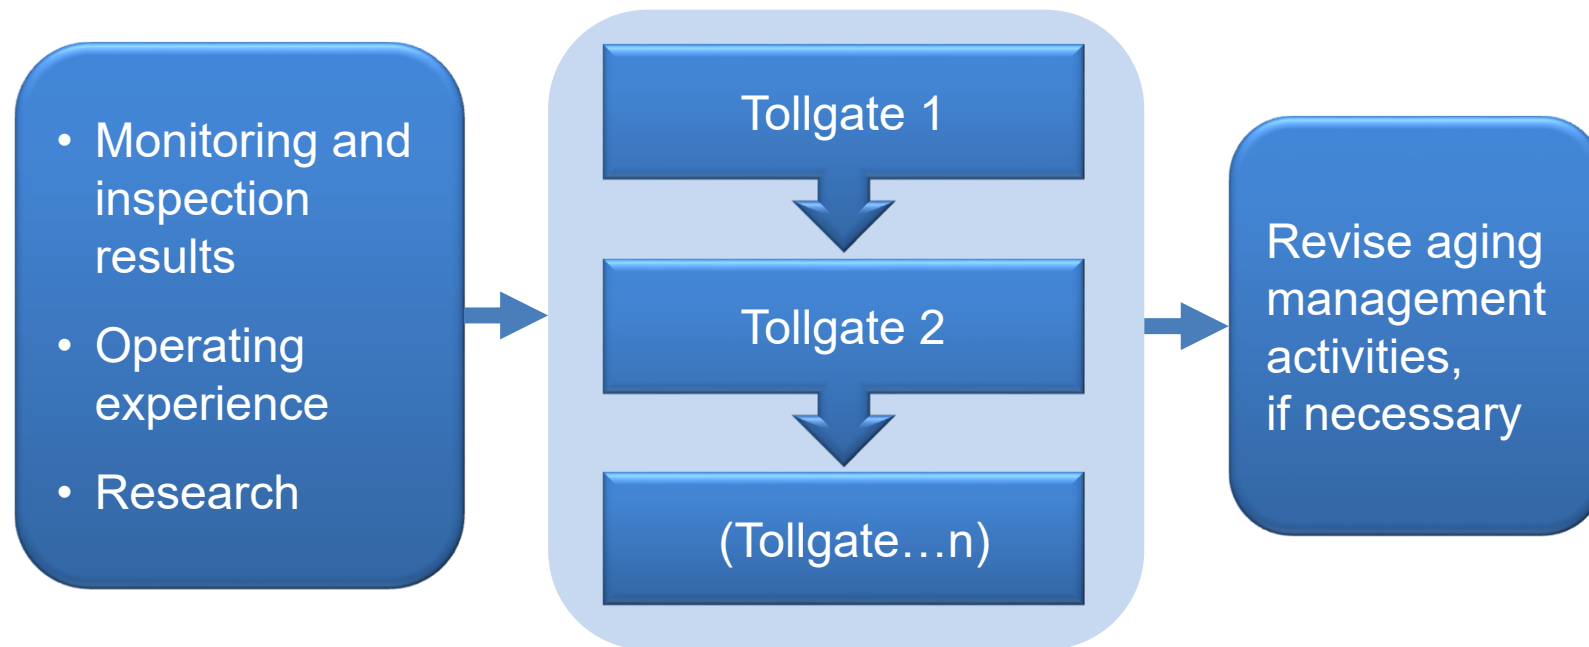 • Monitoring and
inspection
results
• Operating
experience
• Research
Tollgate 1
Tollgate 2
(Tollgate…n)
Revise aging
management
activities,
if necessary